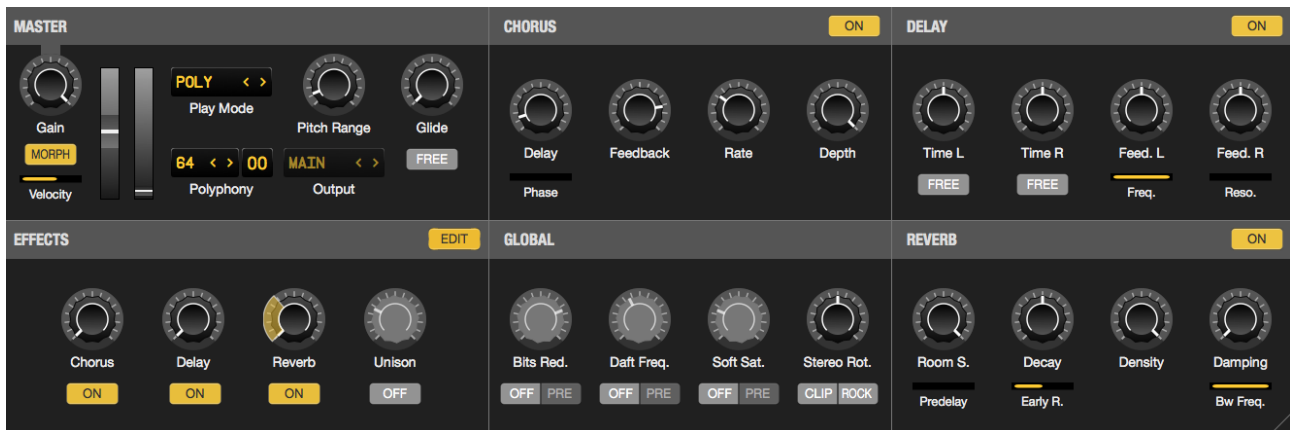 MASTER
Gain
MORPH
Velocity
POLY < >
Play Mode
64 < > 00
Polyphony
Pitch Range
MAIN < >
Output
Glide
FREE
CHORUS ON
Delay Feedback Rate Depth
Phase
DELAY ON
Time L Time R Feed. L Feed. R
FREE FREE Freq. Reso.
EFFECTS EDIT
Chorus Delay Reverb Unison
ON ON ON OFF
GLOBAL
Bits Red. Daft Freq. Soft Sat. Stereo Rot.
OFF PRE OFF PRE OFF PRE CLIP ROCK
REVERB ON
Room S. Decay Density Damping
Predelay Early R. Bw Freq.